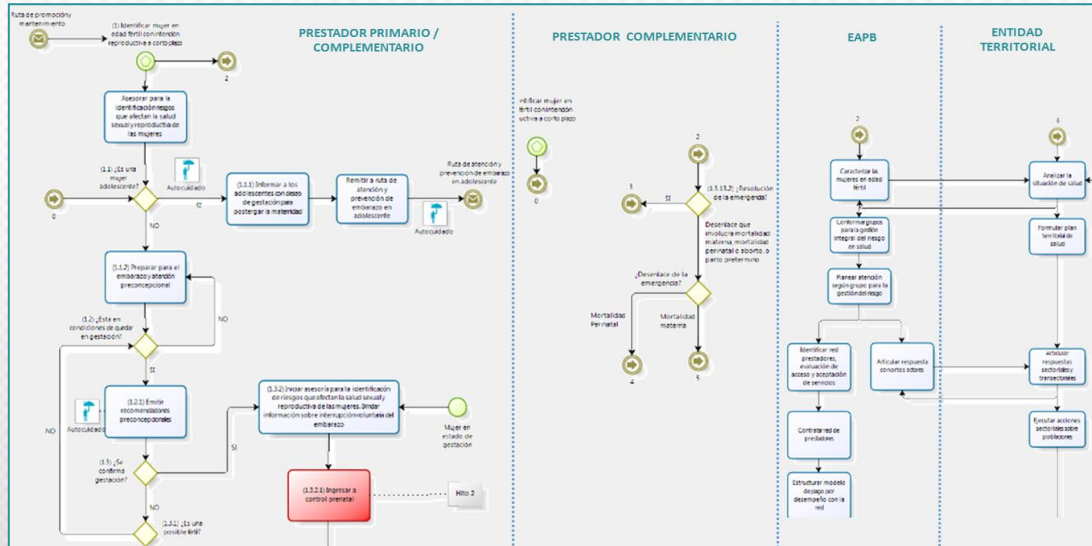 Ruta de promoción y
mantenimiento
(1) Identificar mujer en
edad fértil con intención
reproductiva a corto plazo
2
PRESTADOR PRIMARIO /
COMPLEMENTARIO
Asesorar para la
identificación riesgos
que afectan la salud
sexual y reproductiva de
las mujeres
(1.1) ¿Es una
mujer
adolescente?
0
SI
Autocuidado
(1.1.1) Informar a los
adolescentes con deseo
de gestación para
postergar la maternidad
Remitir a ruta de
atención y
prevención de
embarazo en
adolescente
Autocuidado
Ruta de atención y
prevención de embarazo
en adolescente
NO
(1.1.2) Preparar para el
embarazo y atención
preconcepcional
(1.2) ¿Está en
condiciones de quedar
en gestación?
NO
SI
(1.2.1) Emitir
recomendaciones
preconcepcionales
Autocuidado
NO
(1.3) ¿Se
confirma
gestación?
SI
NO
(1.3.1) ¿Es una
posible fértil?
(1.3.2) Iniciar asesoría para la identificación
de riesgos que afectan la salud sexual y
reproductiva de las mujeres. Brindar
información sobre interrupción voluntaria del
embarazo
Mujer en
estado de
gestación
(1.3.2.1) Ingresar a
control prenatal
Hito 2
PRESTADOR COMPLEMENTARIO
ntificar mujer en
fértil con intención
uctiva a corto plazo
0
2
SI
(1.3.13.2) ¿Resolución
de la emergencia?
Desenlace que
involucra mortalidad
materna, mortalidad
perinatal o aborto, o
parto pretermino
¿Desenlace de la
emergencia?
Mortalidad
Perinatal
Mortalidad
materna
4
5
EAPB
7
Caracterizar las
mujeres en edad
fértil
Conformar grupos
para la gestión
integral del riesgo
en salud
Planear atención
según grupo para la
gestión del riesgo
Identificar red
prestadores,
evaluación de
acceso y aceptación
de servicios
Articular respuesta
con otros actores
Contratar red de
prestadores
Estructurar modelo
de pago por
desempeño con la
red
ENTIDAD
TERRITORIAL
6
Analizar la
situación de salud
Formular plan
territorial de
salud
Articular
respuestas
sectoriales y
transectoriales
Ejecutar acciones
sectoriales sobre
poblaciones